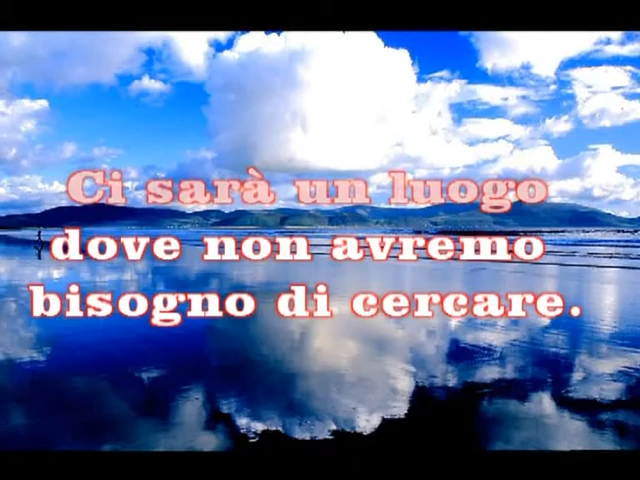 Ci sarà un luogo
dove non avremo
bisogno di cercare.